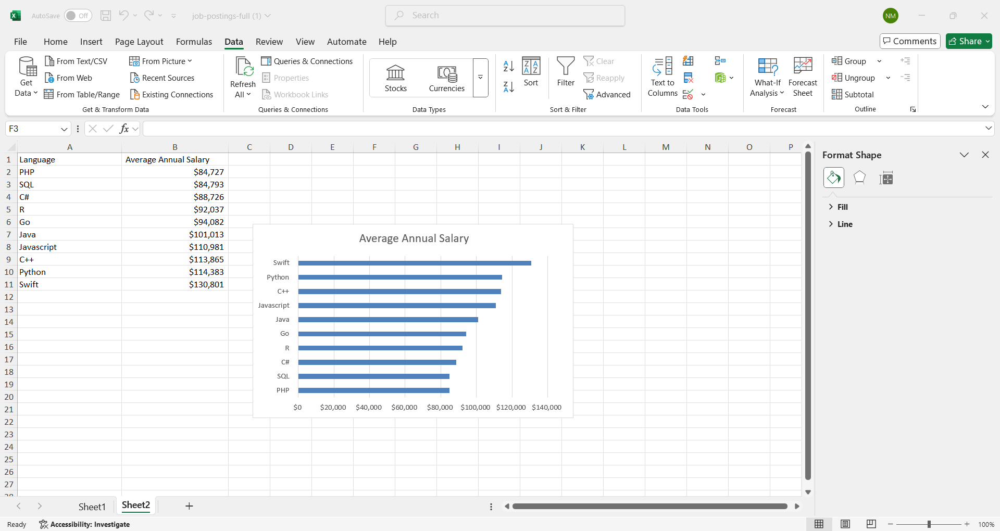 AutoSave Off job-postings-full (1) Search NM
File Home Insert Page Layout Formulas Data Review View Automate Help Comments Share
Get Data
From Text/CSV
From Web
From Table/Range
From Picture
Recent Sources
Existing Connections
Get & Transform Data
Refresh All
Queries & Connections
Properties
Workbook Links
Queries & Connections
Stocks
Currencies
Data Types
Sort
Filter
Clear
Reapply
Advanced
Sort & Filter
Text to Columns
Data Tools
What-If Analysis
Forecast Sheet
Forecast
Group
Ungroup
Subtotal
Outline
F3 fx
A B C D E F G H I J K L M N O P
1 Language Average Annual Salary
2 PHP $84,727
3 SQL $84,793
4 C# $88,726
5 R $92,037
6 Go $94,082
7 Java $101,013
8 Javascript $110,981
9 C++ $113,865
10 Python $114,383
11 Swift $130,801
12
13
14
15
16
17
18
19
20
21
22
23
24
25
26
27
28
Average Annual Salary
Swift
Python
C++
Javascript
Java
Go
R
C#
SQL
PHP
$0 $20,000 $40,000 $60,000 $80,000 $100,000 $120,000 $140,000
Format Shape
Fill
Line
Sheet1 Sheet2
Ready Accessibility: Investigate 100%